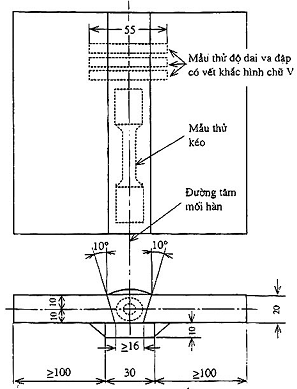 55
Mẫu thử độ dai va đập
có vết khắc hình chữ V
Mẫu thử
kéo
Đường tâm
mối hàn
10°
10°
10
10
20
10
≥16
≥100
30
≥100